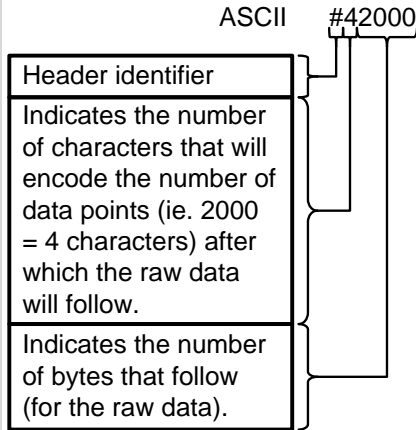 ASCII #42000
Header identifier
Indicates the number
of characters that will
encode the number of
data points (ie. 2000
= 4 characters) after
which the raw data
will follow.
Indicates the number
of bytes that follow
(for the raw data).